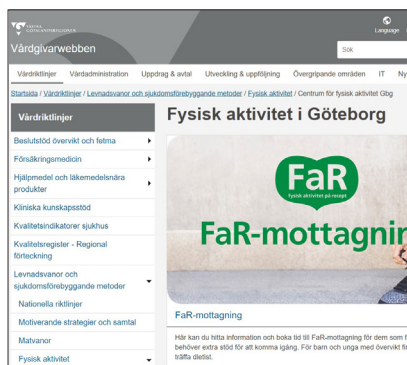 VÄSTRA
GÖTALANDSREGIONEN
Language
Vårdgivarwebben
Sök
Vårdriktlinjer Vårdadministration Uppdrag & avtal Utveckling & uppföljning Övergripande områden IT Ny
Startsida / Vårdriktlinjer / Levnadsvanor och sjukdomsförebyggande metoder / Fysisk aktivitet / Centrum för fysisk aktivitet Gbg
Vårdriktlinjer
Fysisk aktivitet i Göteborg
Beslutstöd övervikt och fetma
Försäkringsmedicin
Hjälpmedel och läkemedelsnära
produkter
Kliniska kunskapsstöd
Kvalitetsindikatorer sjukhus
Kvalitetsregister - Regional
förteckning
Levnadsvanor och
sjukdomsförebyggande metoder
Nationella riktlinjer
Motiverande strategier och samtal
Matvanor
Fysisk aktivitet
FaR
Fysisk aktivitet på recept
FaR-mottagnin
FaR-mottagning
Här kan du hitta information och boka tid till FaR-mottagning för dem som f
behöver extra stöd för att komma igång. För barn och unga med övervikt fi
träffa dietist.